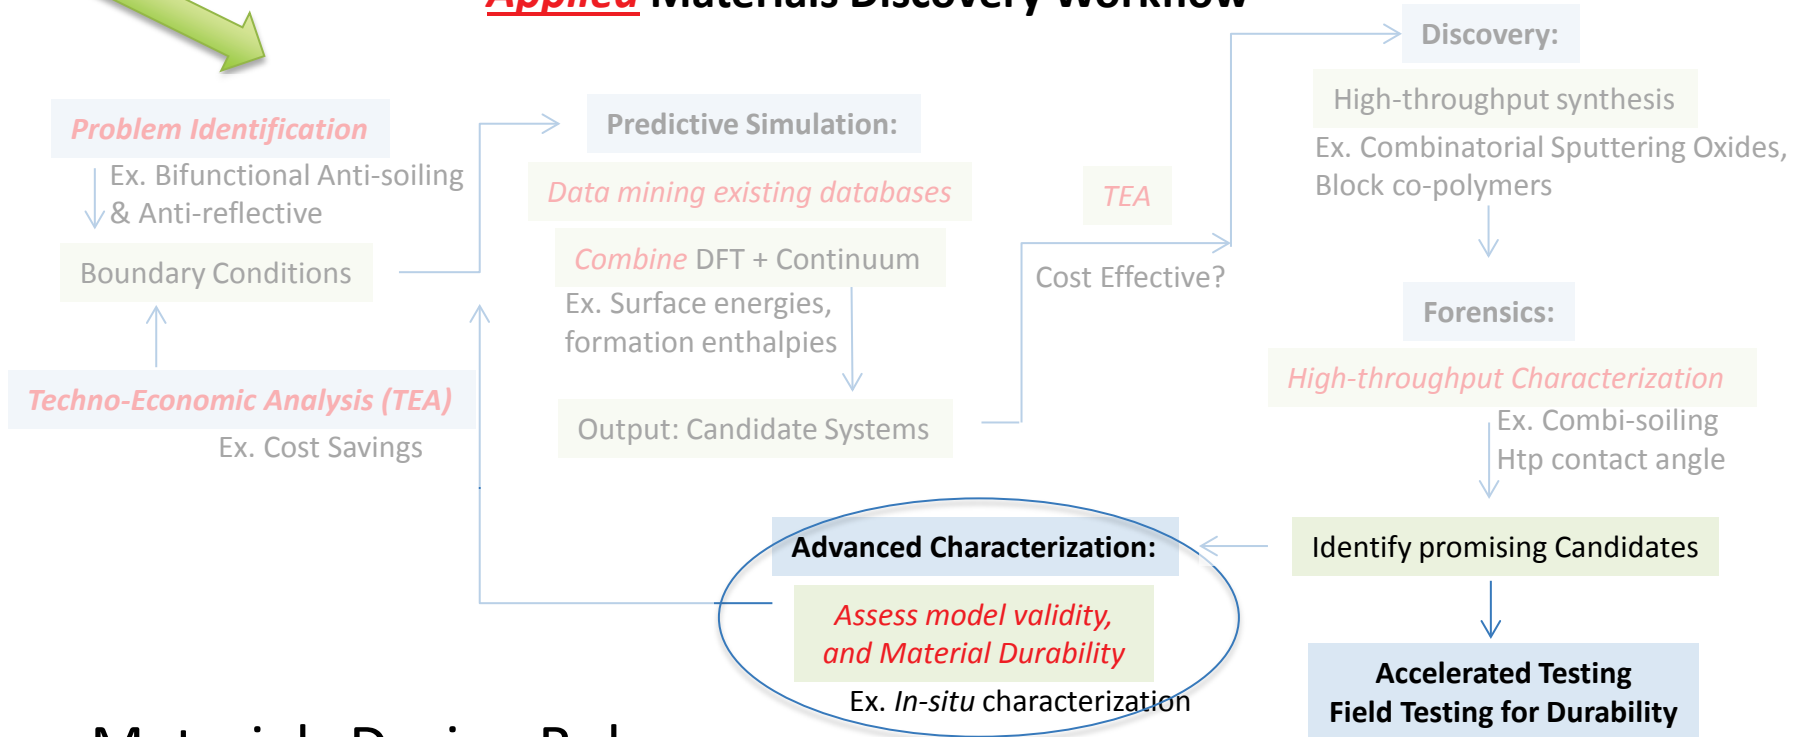 Applied Materials Discovery Workflow
Problem Identification
Ex. Bifunctional Anti-soiling
& Anti-reflective
Boundary Conditions
Techno-Economic Analysis (TEA)
Ex. Cost Savings
Predictive Simulation:
Data mining existing databases
Combine DFT + Continuum
Ex. Surface energies,
formation enthalpies
Output: Candidate Systems
TEA
Cost Effective?
Discovery:
High-throughput synthesis
Ex. Combinatorial Sputtering Oxides,
Block co-polymers
Forensics:
High-throughput Characterization
Ex. Combi-soiling
Htp contact angle
Identify promising Candidates
Advanced Characterization:
Assess model validity,
and Material Durability
Ex. In-situ characterization
Accelerated Testing
Field Testing for Durability
Materials Design